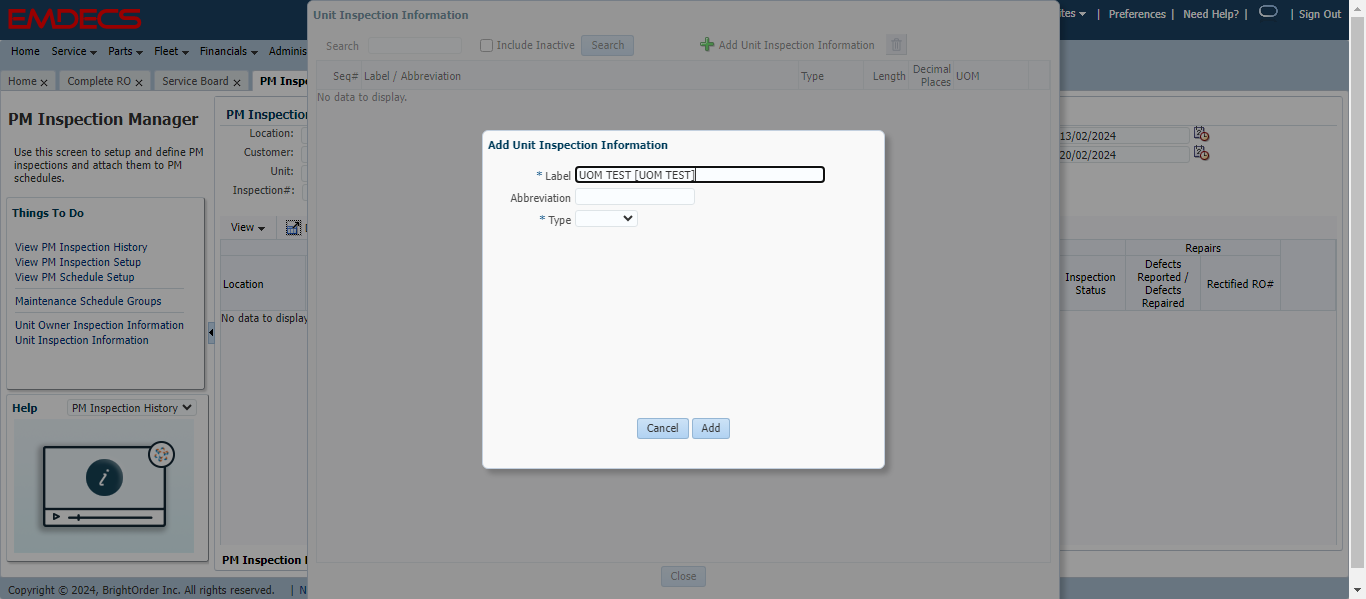 EMDECS
Preferences | Need Help? | | Sign Out
Home Service Parts Fleet Financials Adminis
Home x Complete RO x Service Board x PM Inspe
PM Inspection Manager
Use this screen to setup and define PM
inspections and attach them to PM
schedules.
Things To Do
View PM Inspection History
View PM Inspection Setup
View PM Schedule Setup
Maintenance Schedule Groups
Unit Owner Inspection Information
Unit Inspection Information
Help PM Inspection History
PM Inspection
Location:
Customer:
Unit:
Inspection#:
13/02/2024
20/02/2024
View
Location
No data to display
Inspection
Status
Repairs
Defects
Reported /
Defects
Repaired
Rectified RO#
PM Inspection
Unit Inspection Information
Search Include Inactive Search Add Unit Inspection Information
Seq# Label / Abbreviation Type Length Decimal Places UOM
No data to display.
Add Unit Inspection Information
* Label UOM TEST [UOM TEST]
Abbreviation
* Type
Cancel Add
Close
Copyright © 2024, BrightOrder Inc. All rights reserved. | N